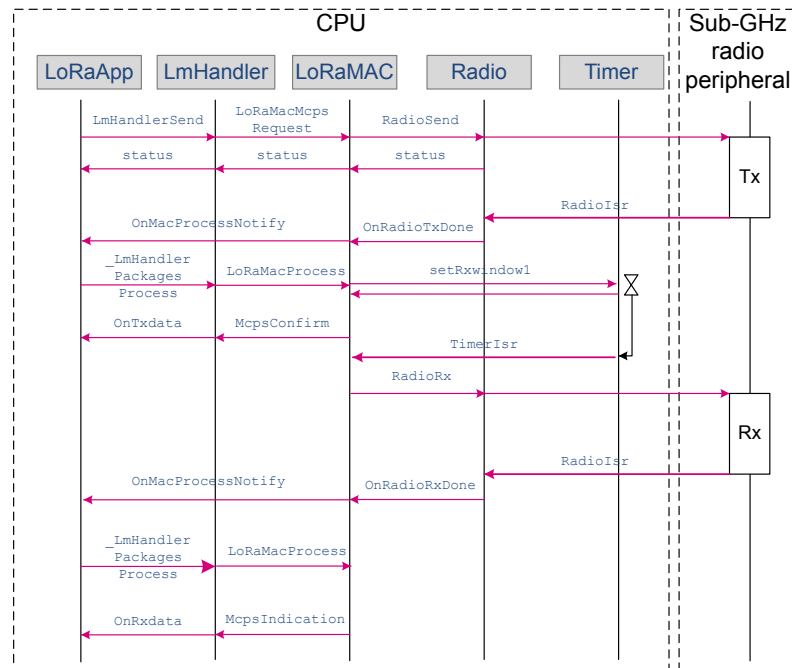 CPU
Sub-GHz
radio
peripheral
LoRaApp
LmHandler
LoRaMAC
Radio
Timer
LmHandlerSend
LoRaMacMcps
Request
RadioSend
status
status
status
Tx
RadioIsr
OnMacProcessNotify
OnRadioTxDone
_LmHandler
Packages
Process
LoRaMacProcess
setRxwindow1
OnTxdata
McpsConfirm
TimerIsr
RadioRx
Rx
RadioIsr
OnMacProcessNotify
OnRadioRxDone
_LmHandler
Packages
Process
LoRaMacProcess
OnRxdata
McpsIndication